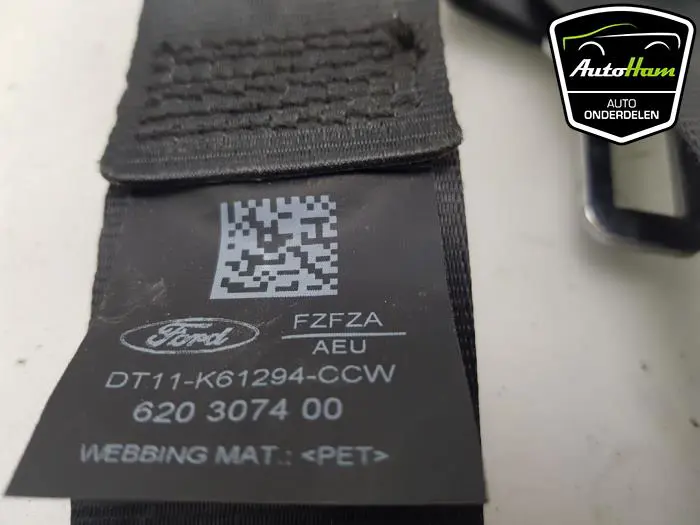 AutoHam
AUTO
ONDERDELEN
Ford
FZFZA
AEU
DT11-K61294-CCW
620 3074 00
WEBBING MAT.: <PET>